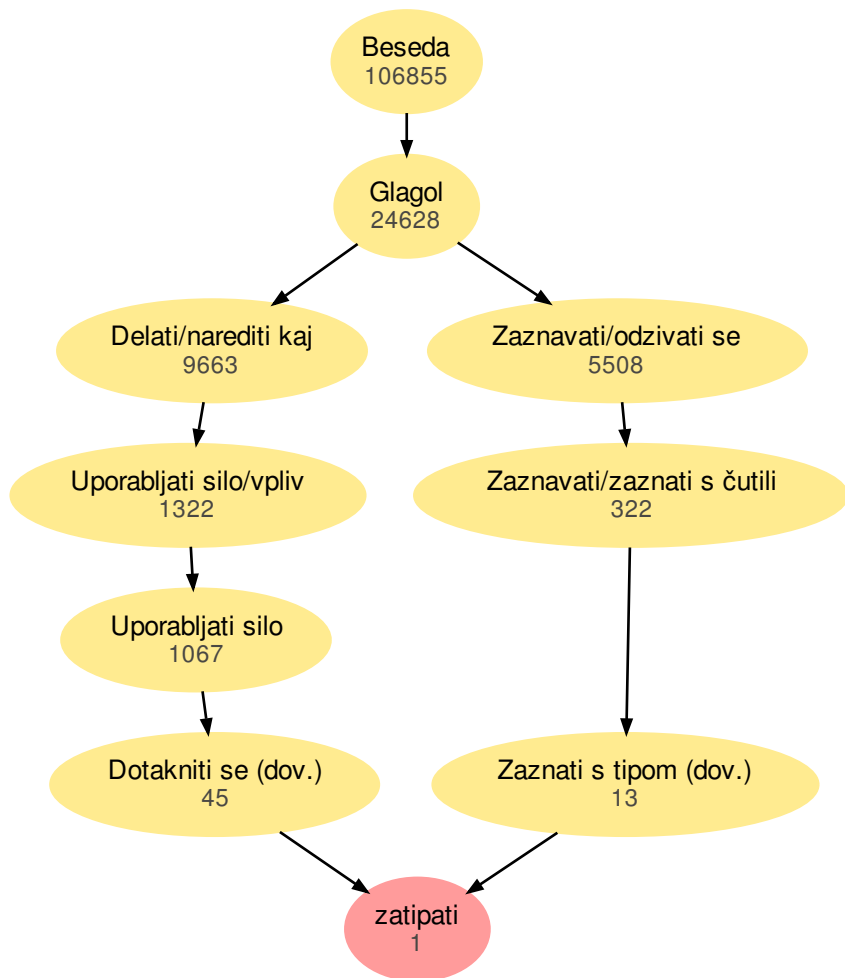 Beseda
106855
Glagol
24628
Delati/narediti kaj
9663
Zaznavati/odzivati se
5508
Uporabljati silo/vpliv
1322
Zaznavati/zaznati s čutili
322
Uporabljati silo
1067
Dotakniti se (dov.)
45
Zaznati s tipom (dov.)
13
zatipati
1